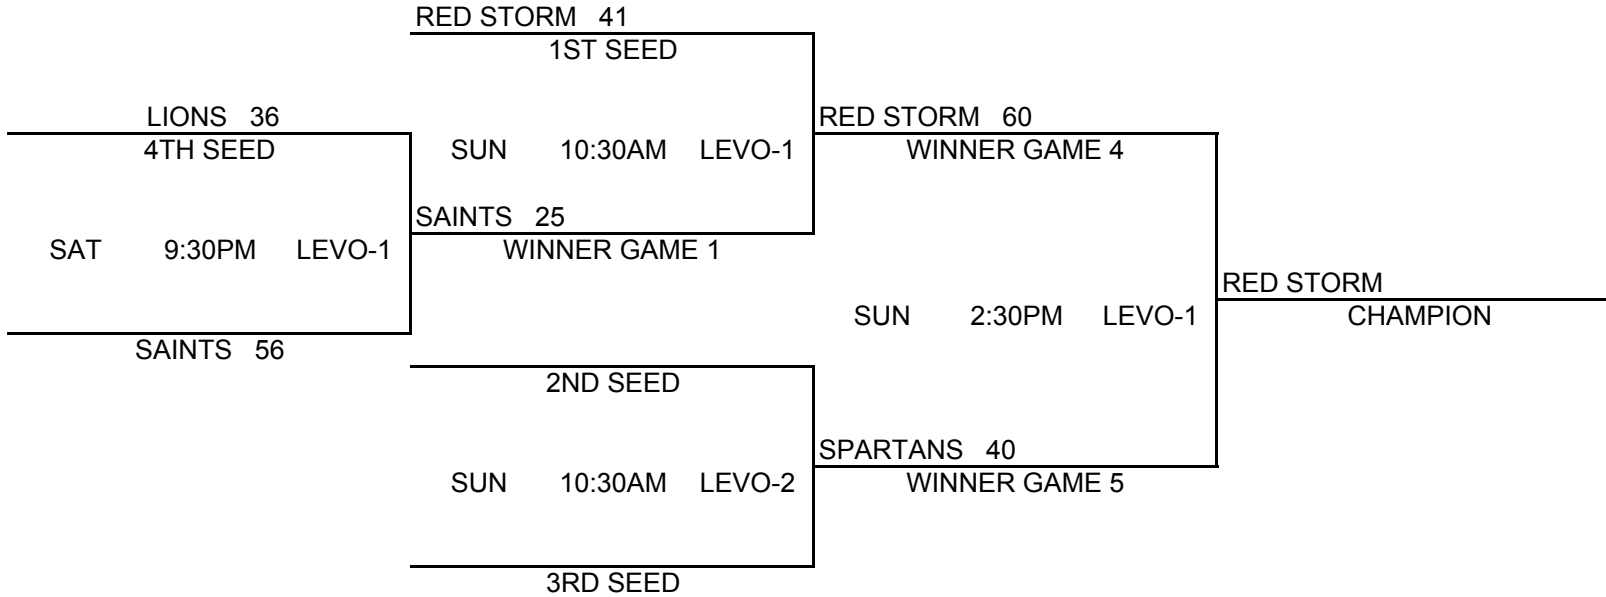 RED STORM 41
1ST SEED
LIONS 36
4TH SEED
SUN 10:30AM LEVO-1
RED STORM 60
WINNER GAME 4
SAINTS 25
WINNER GAME 1
SAT 9:30PM LEVO-1
RED STORM
CHAMPION
SUN 2:30PM LEVO-1
SAINTS 56
2ND SEED
SPARTANS 40
WINNER GAME 5
SUN 10:30AM LEVO-2
3RD SEED